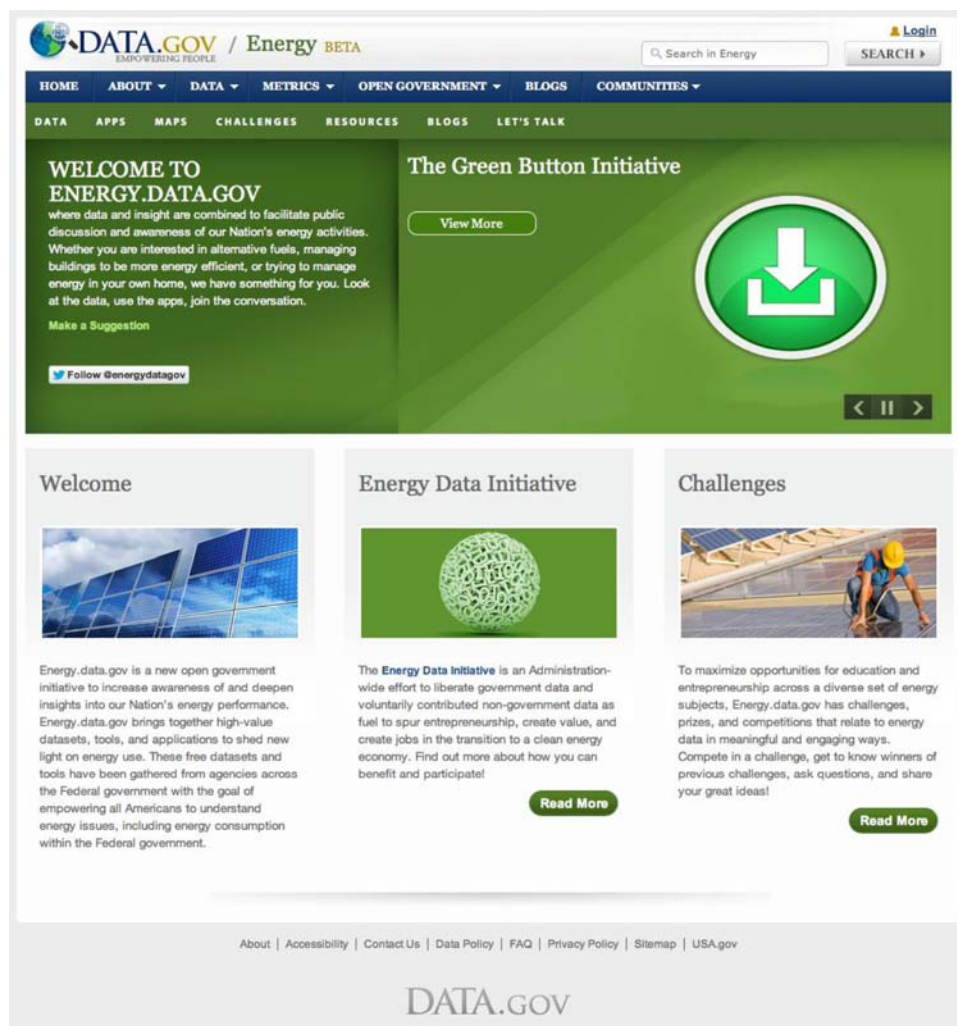 DATA.GOV / Energy BETA
EMPOWERING PEOPLE
Login
Search in Energy
SEARCH
HOME ABOUT DATA METRICS OPEN GOVERNMENT BLOGS COMMUNITIES
DATA APPS MAPS CHALLENGES RESOURCES BLOGS LET'S TALK
WELCOME TO
ENERGY.DATA.GOV
where data and insight are combined to facilitate public
discussion and awareness of our Nation's energy activities.
Whether you are interested in alternative fuels, managing
buildings to be more energy efficient, or trying to manage
energy in your own home, we have something for you. Look
at the data, use the apps, join the conversation.
Make a Suggestion
Follow @energydatagov
The Green Button Initiative
View More
Welcome
Energy.data.gov is a new open government
initiative to increase awareness of and deepen
insights into our Nation's energy performance.
Energy.data.gov brings together high-value
datasets, tools, and applications to shed new
light on energy use. These free datasets and
tools have been gathered from agencies across
the Federal government with the goal of
empowering all Americans to understand
energy issues, including energy consumption
within the Federal government.
Energy Data Initiative
The Energy Data Initiative is an Administration-
wide effort to liberate government data and
voluntarily contributed non-government data as
fuel to spur entrepreneurship, create value, and
create jobs in the transition to a clean energy
economy. Find out more about how you can
benefit and participate!
Read More
Challenges
To maximize opportunities for education and
entrepreneurship across a diverse set of energy
subjects, Energy.data.gov has challenges,
prizes, and competitions that relate to energy
data in meaningful and engaging ways.
Compete in a challenge, get to know winners of
previous challenges, ask questions, and share
your great ideas!
Read More
About | Accessibility | Contact Us | Data Policy | FAQ | Privacy Policy | Sitemap | USA.gov
DATA.GOV